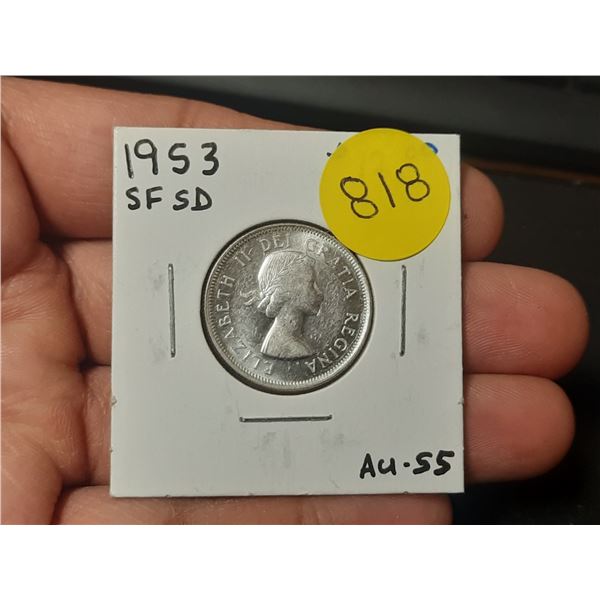 1953
SF SD
818
ELIZABETH II DEI GRATIA REGINA
AU-55